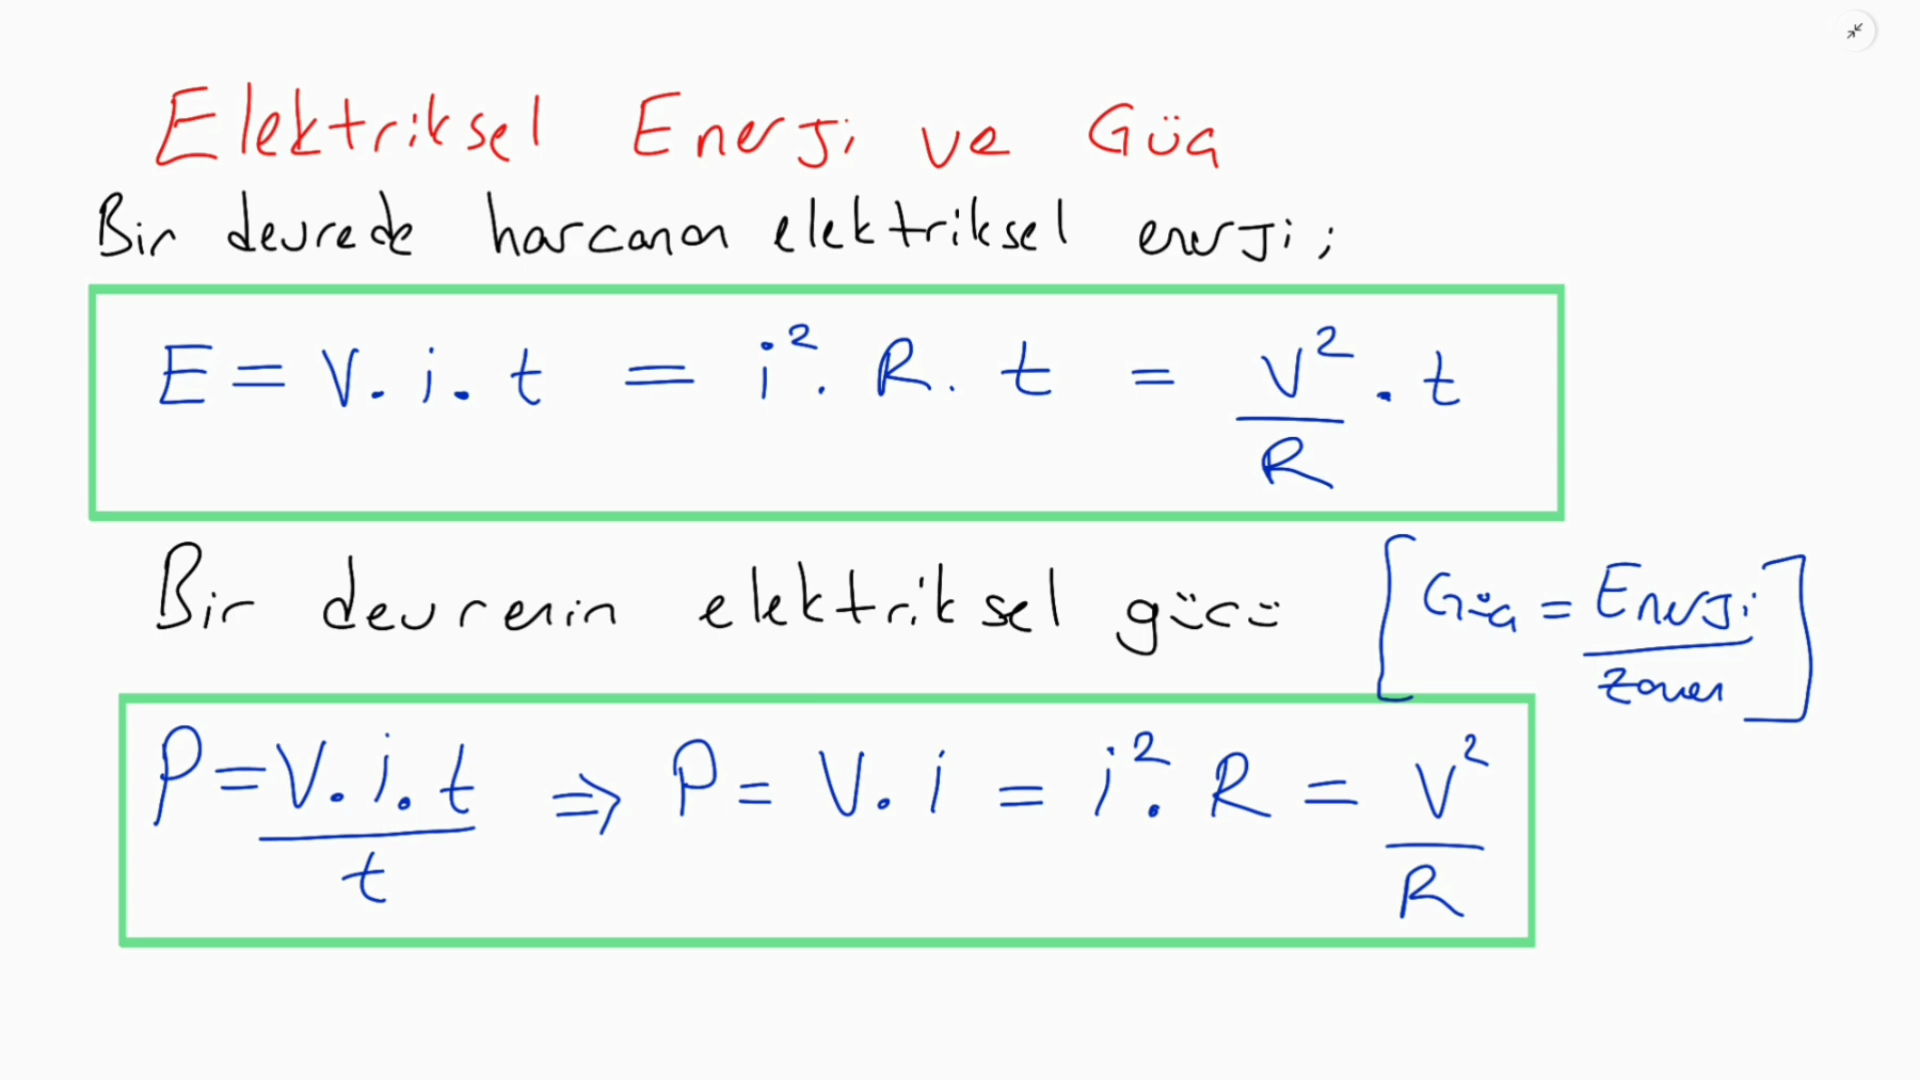 Elektriksel Enerji ve Güç
Bir devrede harcanan elektriksel enerji;
E = V. i. t = i². R. t = V²/R . t
Bir devrenin elektriksel gücü [Güç = Enerji/Zaman]
P = V. i. t/t ⇒ P = V. i = i². R = V²/R